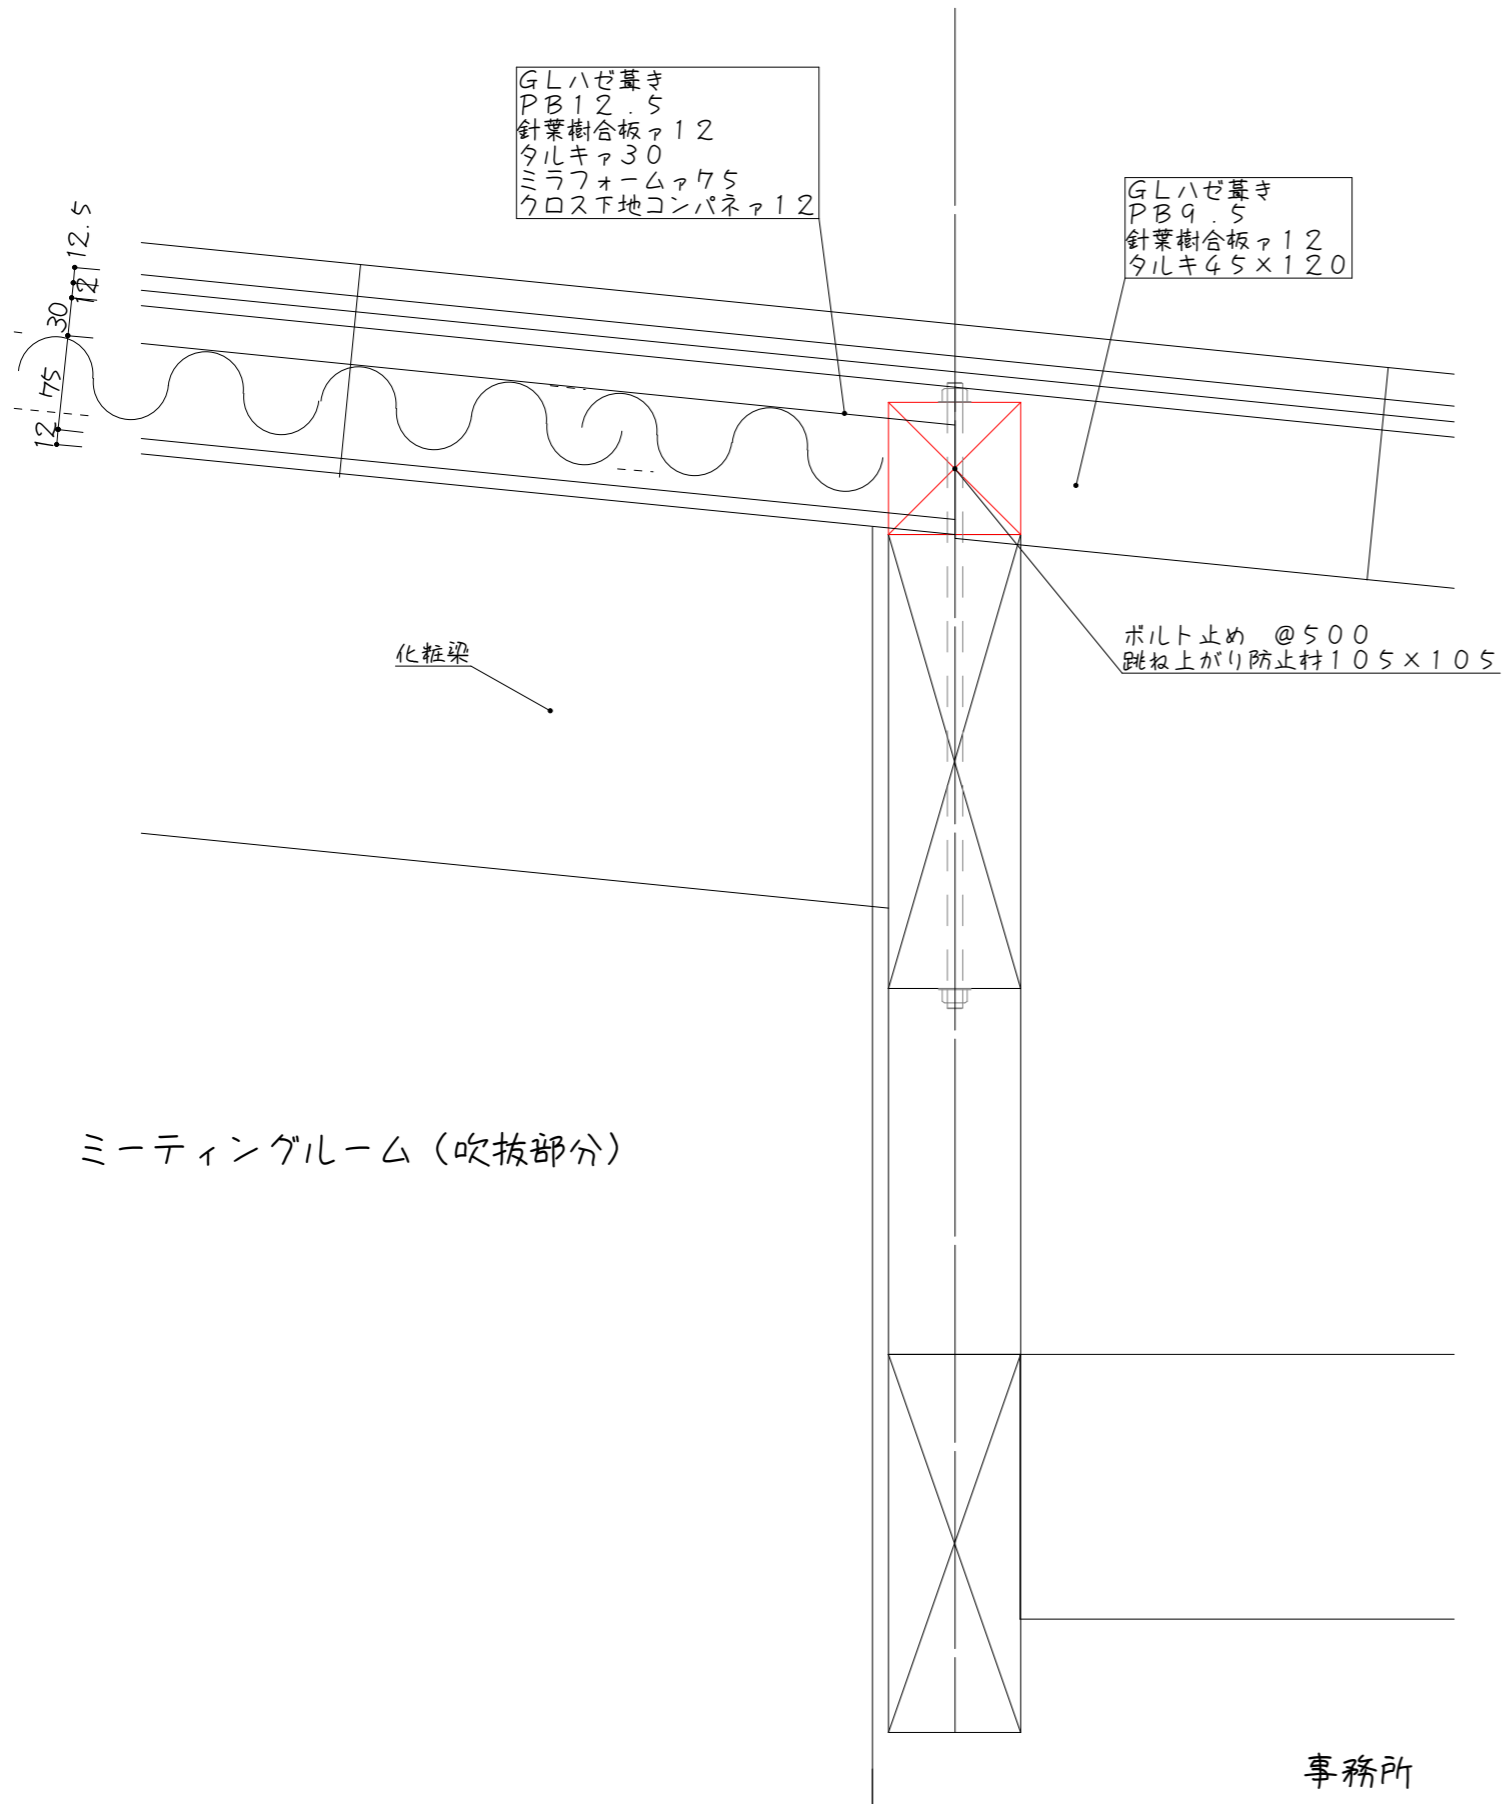 GLハゼ葺き
PB12.5
針葉樹合板ァ12
タルキァ30
ミラフォームァ75
クロス下地コンパネァ12
GLハゼ葺き
PB9.5
針葉樹合板ァ12
タルキ45×120
12.5
12
30
75
12
ボルト止め @500
跳ね上がり防止材105×105
化粧梁
ミーティングルーム(吹抜部分)
事務所